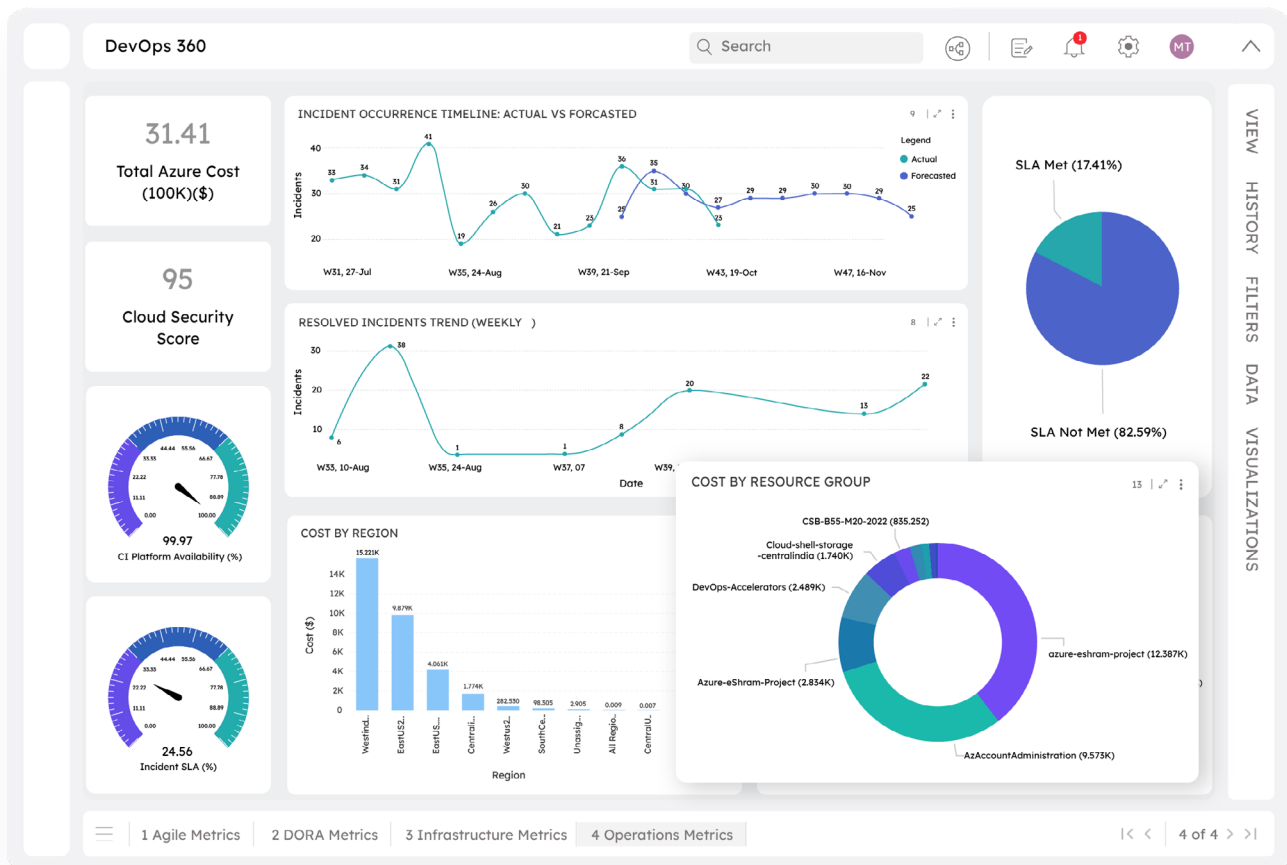 DevOps 360
Search
1
MT
31.41
Total Azure Cost
(100K)($)
95
Cloud Security
Score
0.00
11.11
22.22
33.33
44.44
55.56
66.67
77.78
88.89
100.00
99.97
CI Platform Availability (%)
0.00
11.11
22.22
33.33
44.44
55.56
66.67
77.78
88.89
100.00
24.56
Incident SLA (%)
INCIDENT OCCURRENCE TIMELINE: ACTUAL VS FORCASTED
9
Legend
Actual
Forecasted
Incidents
40
30
20
33
34
31
41
19
26
30
21
23
36
31
30
23
25
35
27
29
29
30
30
29
25
W31, 27-Jul
W35, 24-Aug
W39, 21-Sep
W43, 19-Oct
W47, 16-Nov
RESOLVED INCIDENTS TREND (WEEKLY )
8
Incidents
30
20
10
6
38
1
1
8
20
13
22
W33, 10-Aug
W35, 24-Aug
W37, 07
W39,
Date
SLA Met (17.41%)
SLA Not Met (82.59%)
COST BY REGION
Cost ($)
14K
12K
10K
8K
6K
4K
2K
0
15.221K
9.879K
4.061K
1.774K
282.530
98.305
2.905
0.009
0.007
WestInd...
EastUS2...
EastUS...
Centrali...
Westus2...
SouthCe...
Unassig...
All Regio...
CentralU...
Region
COST BY RESOURCE GROUP
13
CSB-B55-M20-2022 (835.252)
Cloud-shell-storage
-centralindia (1.740K)
DevOps-Accelerators (2.489K)
Azure-eShram-Project (2.834K)
azure-eshram-project (12.387K)
AzAccountAdministration (9.573K)
)
VIEW
HISTORY
FILTERS
DATA
VISUALIZATIONS
1 Agile Metrics
2 DORA Metrics
3 Infrastructure Metrics
4 Operations Metrics
4 of 4